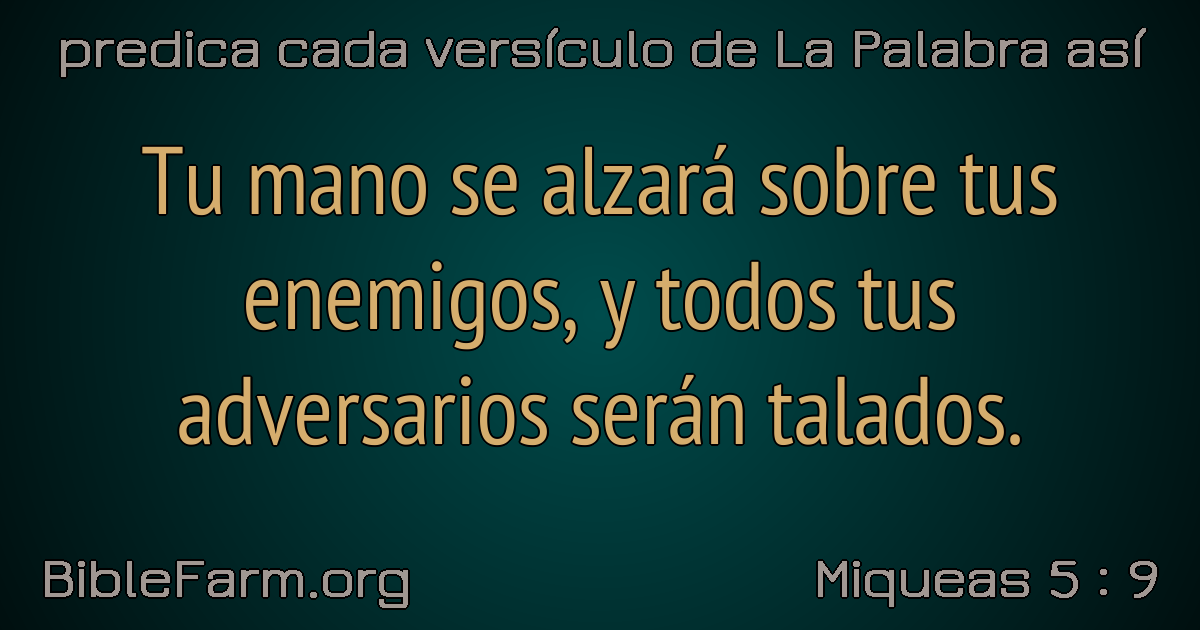 predica cada versículo de La Palabra así
Tu mano se alzará sobre tus
enemigos, y todos tus
adversarios serán talados.
BibleFarm.org
Miqueas 5 : 9